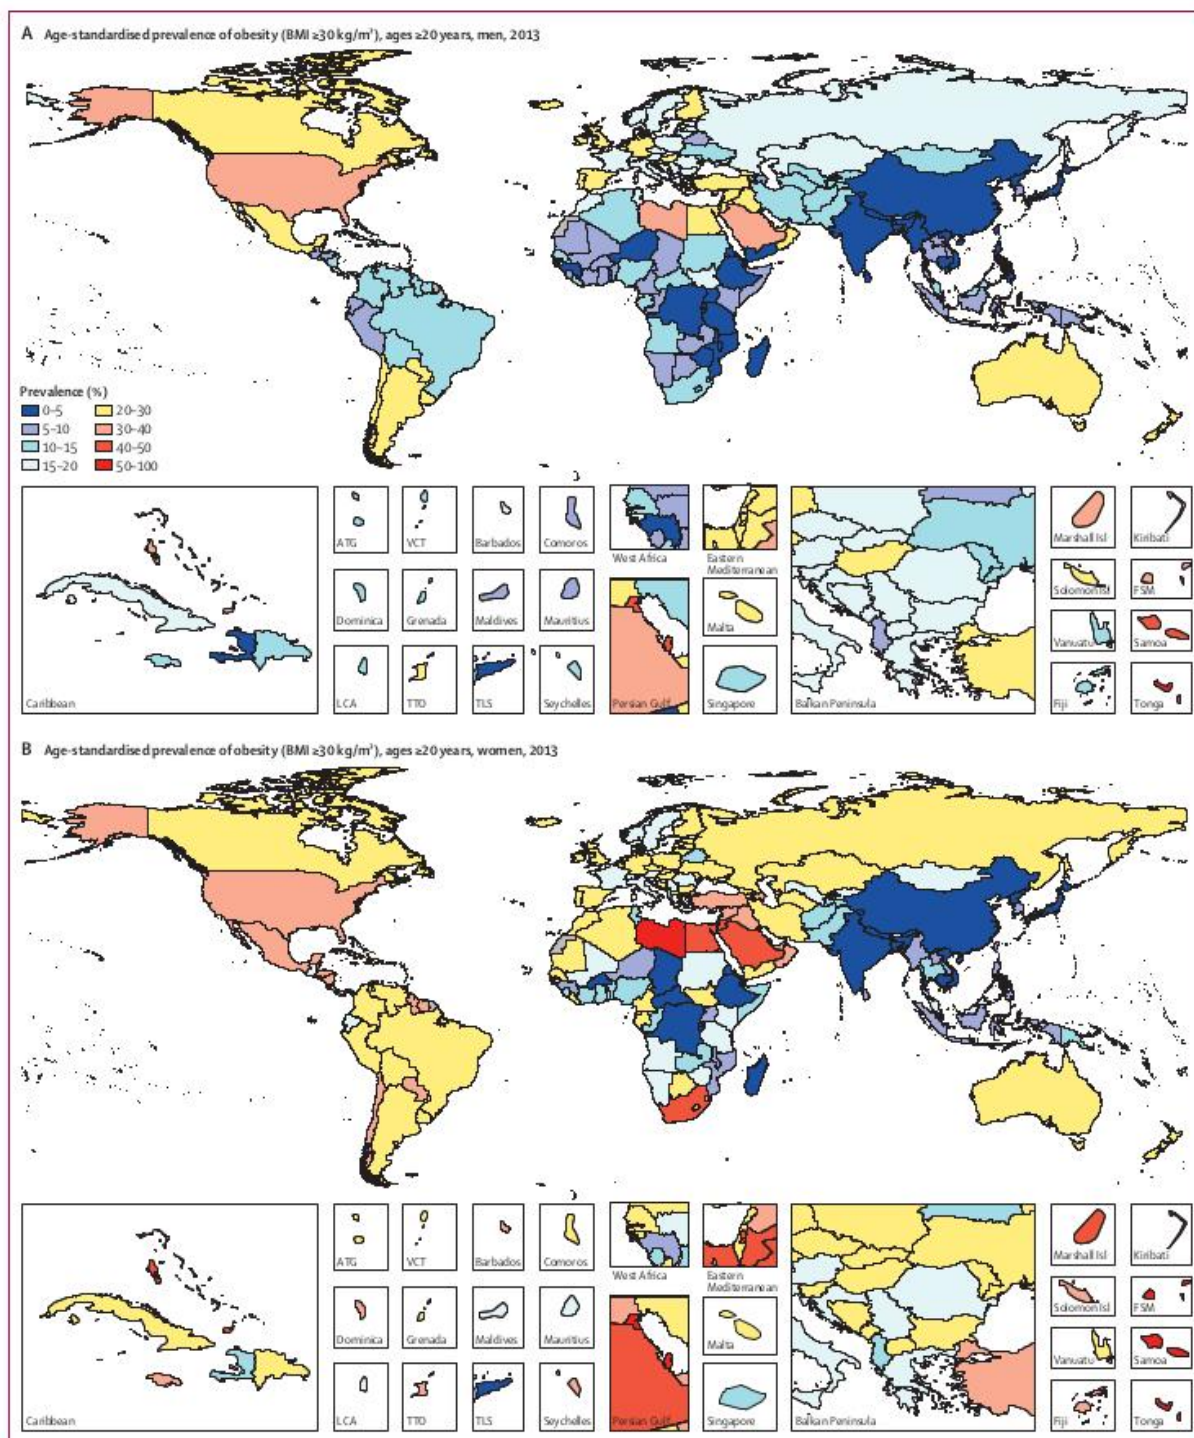 A Age-standardised prevalence of obesity (BMI ≥30 kg/m²), ages ≥20 years, men, 2013
Prevalence (%)
0–5 20–30
5–10 30–40
10–15 40–50
15–20 50–100
ATG VCT Barbados Comoros
West Africa Eastern Mediterranean
Marshall Isl Kiribati
Dominica Grenada Maldives Mauritius
Malta
Solomon Isl FSM
Vanuatu Samoa
Caribbean
LCA TTO TLS Seychelles
Persian Gulf Singapore
Balkan Peninsula
Fiji Tonga
B Age-standardised prevalence of obesity (BMI ≥30 kg/m²), ages ≥20 years, women, 2013
ATG VCT Barbados Comoros
West Africa Eastern Mediterranean
Marshall Isl Kiribati
Dominica Grenada Maldives Mauritius
Malta
Solomon Isl FSM
Vanuatu Samoa
Caribbean
LCA TTO TLS Seychelles
Persian Gulf Singapore
Balkan Peninsula
Fiji Tonga